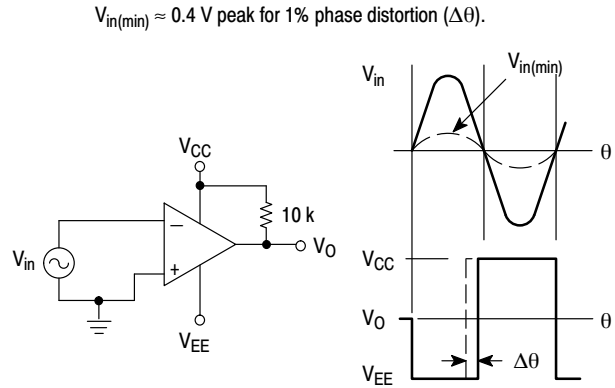 Vin(min) ≈ 0.4 V peak for 1% phase distortion (Δθ).
Vin
Vin(min)
θ
VCC
10 k
−
+
Vin
VO
VEE
VCC
VO
θ
VEE
Δθ